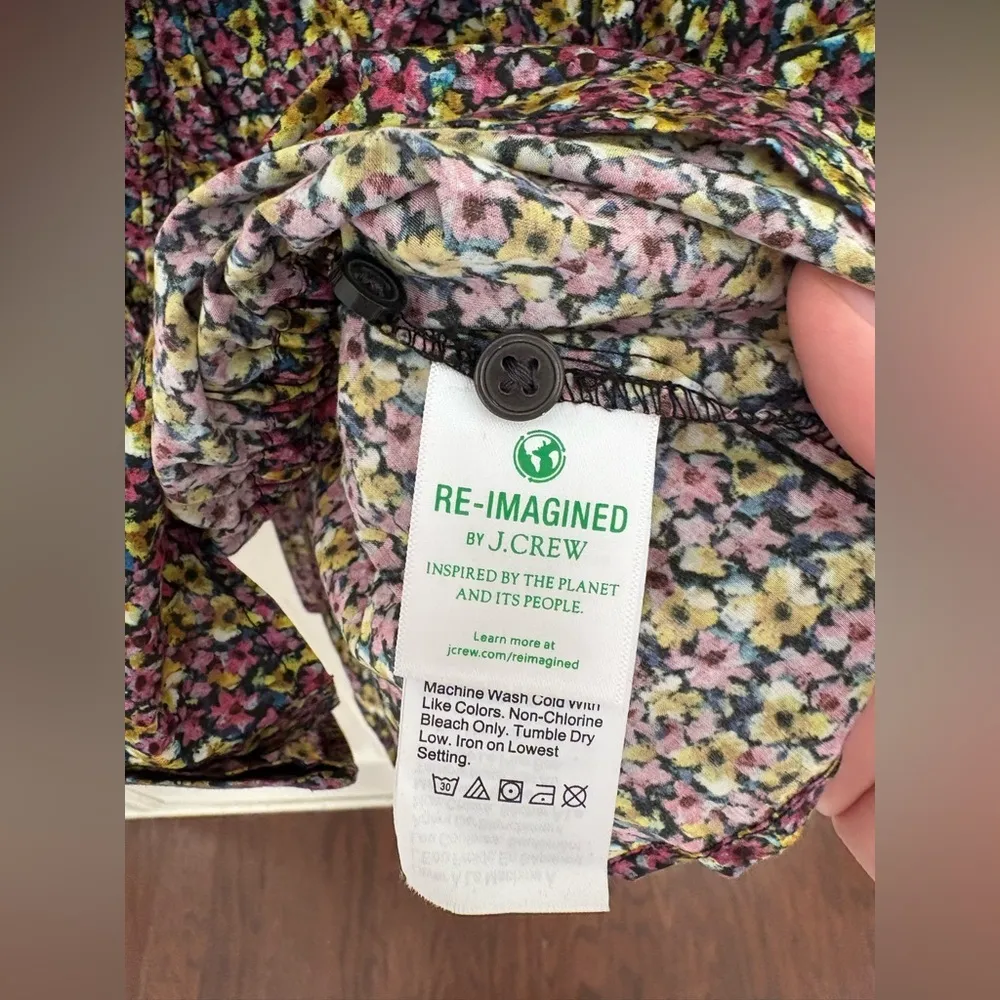 RE-IMAGINED
BY J.CREW
INSPIRED BY THE PLANET
AND ITS PEOPLE.
Learn more at
jcrew.com/reimagined
Machine Wash Cold With
Like Colors. Non-Chlorine
Bleach Only. Tumble Dry
Low. Iron on Lowest
Setting.
30